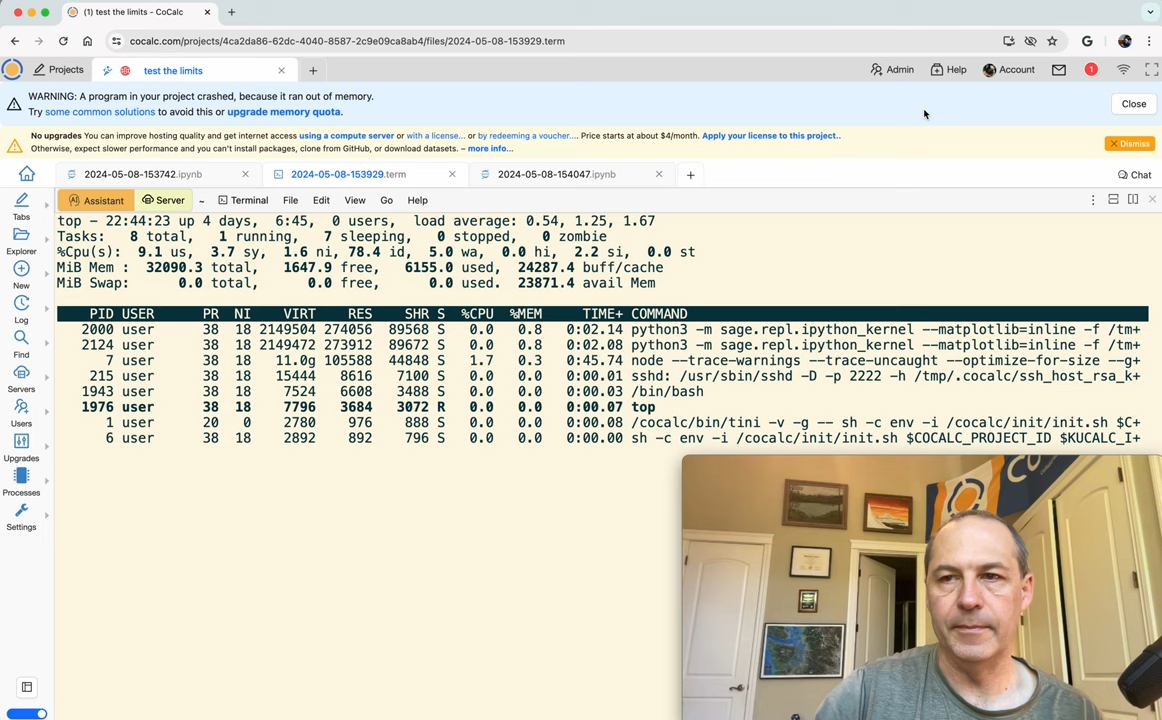 (1) test the limits - CoCalc
cocalc.com/projects/4ca2da86-62dc-4040-8587-2c9e09ca8ab4/files/2024-05-08-153929.term
Projects
test the limits
Admin
Help
Account
1
WARNING: A program in your project crashed, because it ran out of memory.
Try some common solutions to avoid this or upgrade memory quota.
Close
No upgrades You can improve hosting quality and get internet access using a compute server or with a license... or by redeeming a voucher.... Price starts at about $4/month. Apply your license to this project..
Otherwise, expect slower performance and you can't install packages, clone from GitHub, or download datasets. – more info...
Dismiss
2024-05-08-153742.ipynb
2024-05-08-153929.term
2024-05-08-154047.ipynb
Chat
Tabs
Explorer
New
Log
Find
Servers
Users
Upgrades
Processes
Settings
AI Assistant
Server
~
Terminal
File
Edit
View
Go
Help
top - 22:44:23 up 4 days, 6:45, 0 users, load average: 0.54, 1.25, 1.67
Tasks: 8 total, 1 running, 7 sleeping, 0 stopped, 0 zombie
%Cpu(s): 9.1 us, 3.7 sy, 1.6 ni, 78.4 id, 5.0 wa, 0.0 hi, 2.2 si, 0.0 st
MiB Mem : 32090.3 total, 1647.9 free, 6155.0 used, 24287.4 buff/cache
MiB Swap: 0.0 total, 0.0 free, 0.0 used. 23871.4 avail Mem
PID USER PR NI VIRT RES SHR S %CPU %MEM TIME+ COMMAND
2000 user 38 18 2149504 274056 89568 S 0.0 0.8 0:02.14 python3 -m sage.repl.ipython_kernel --matplotlib=inline -f /tm+
2124 user 38 18 2149472 273912 89672 S 0.0 0.8 0:02.08 python3 -m sage.repl.ipython_kernel --matplotlib=inline -f /tm+
7 user 38 18 11.0g 105588 44848 S 1.7 0.3 0:45.74 node --trace-warnings --trace-uncaught --optimize-for-size --g+
215 user 38 18 15444 8616 7100 S 0.0 0.0 0:00.01 sshd: /usr/sbin/sshd -D -p 2222 -h /tmp/.cocalc/ssh_host_rsa_k+
1943 user 38 18 7524 6608 3488 S 0.0 0.0 0:00.03 /bin/bash
1976 user 38 18 7796 3684 3072 R 0.0 0.0 0:00.07 top
1 user 20 0 2780 976 888 S 0.0 0.0 0:00.08 /cocalc/bin/tini -v -g -- sh -c env -i /cocalc/init/init.sh $C+
6 user 38 18 2892 892 796 S 0.0 0.0 0:00.00 sh -c env -i /cocalc/init/init.sh $COCALC_PROJECT_ID $KUCALC_I+